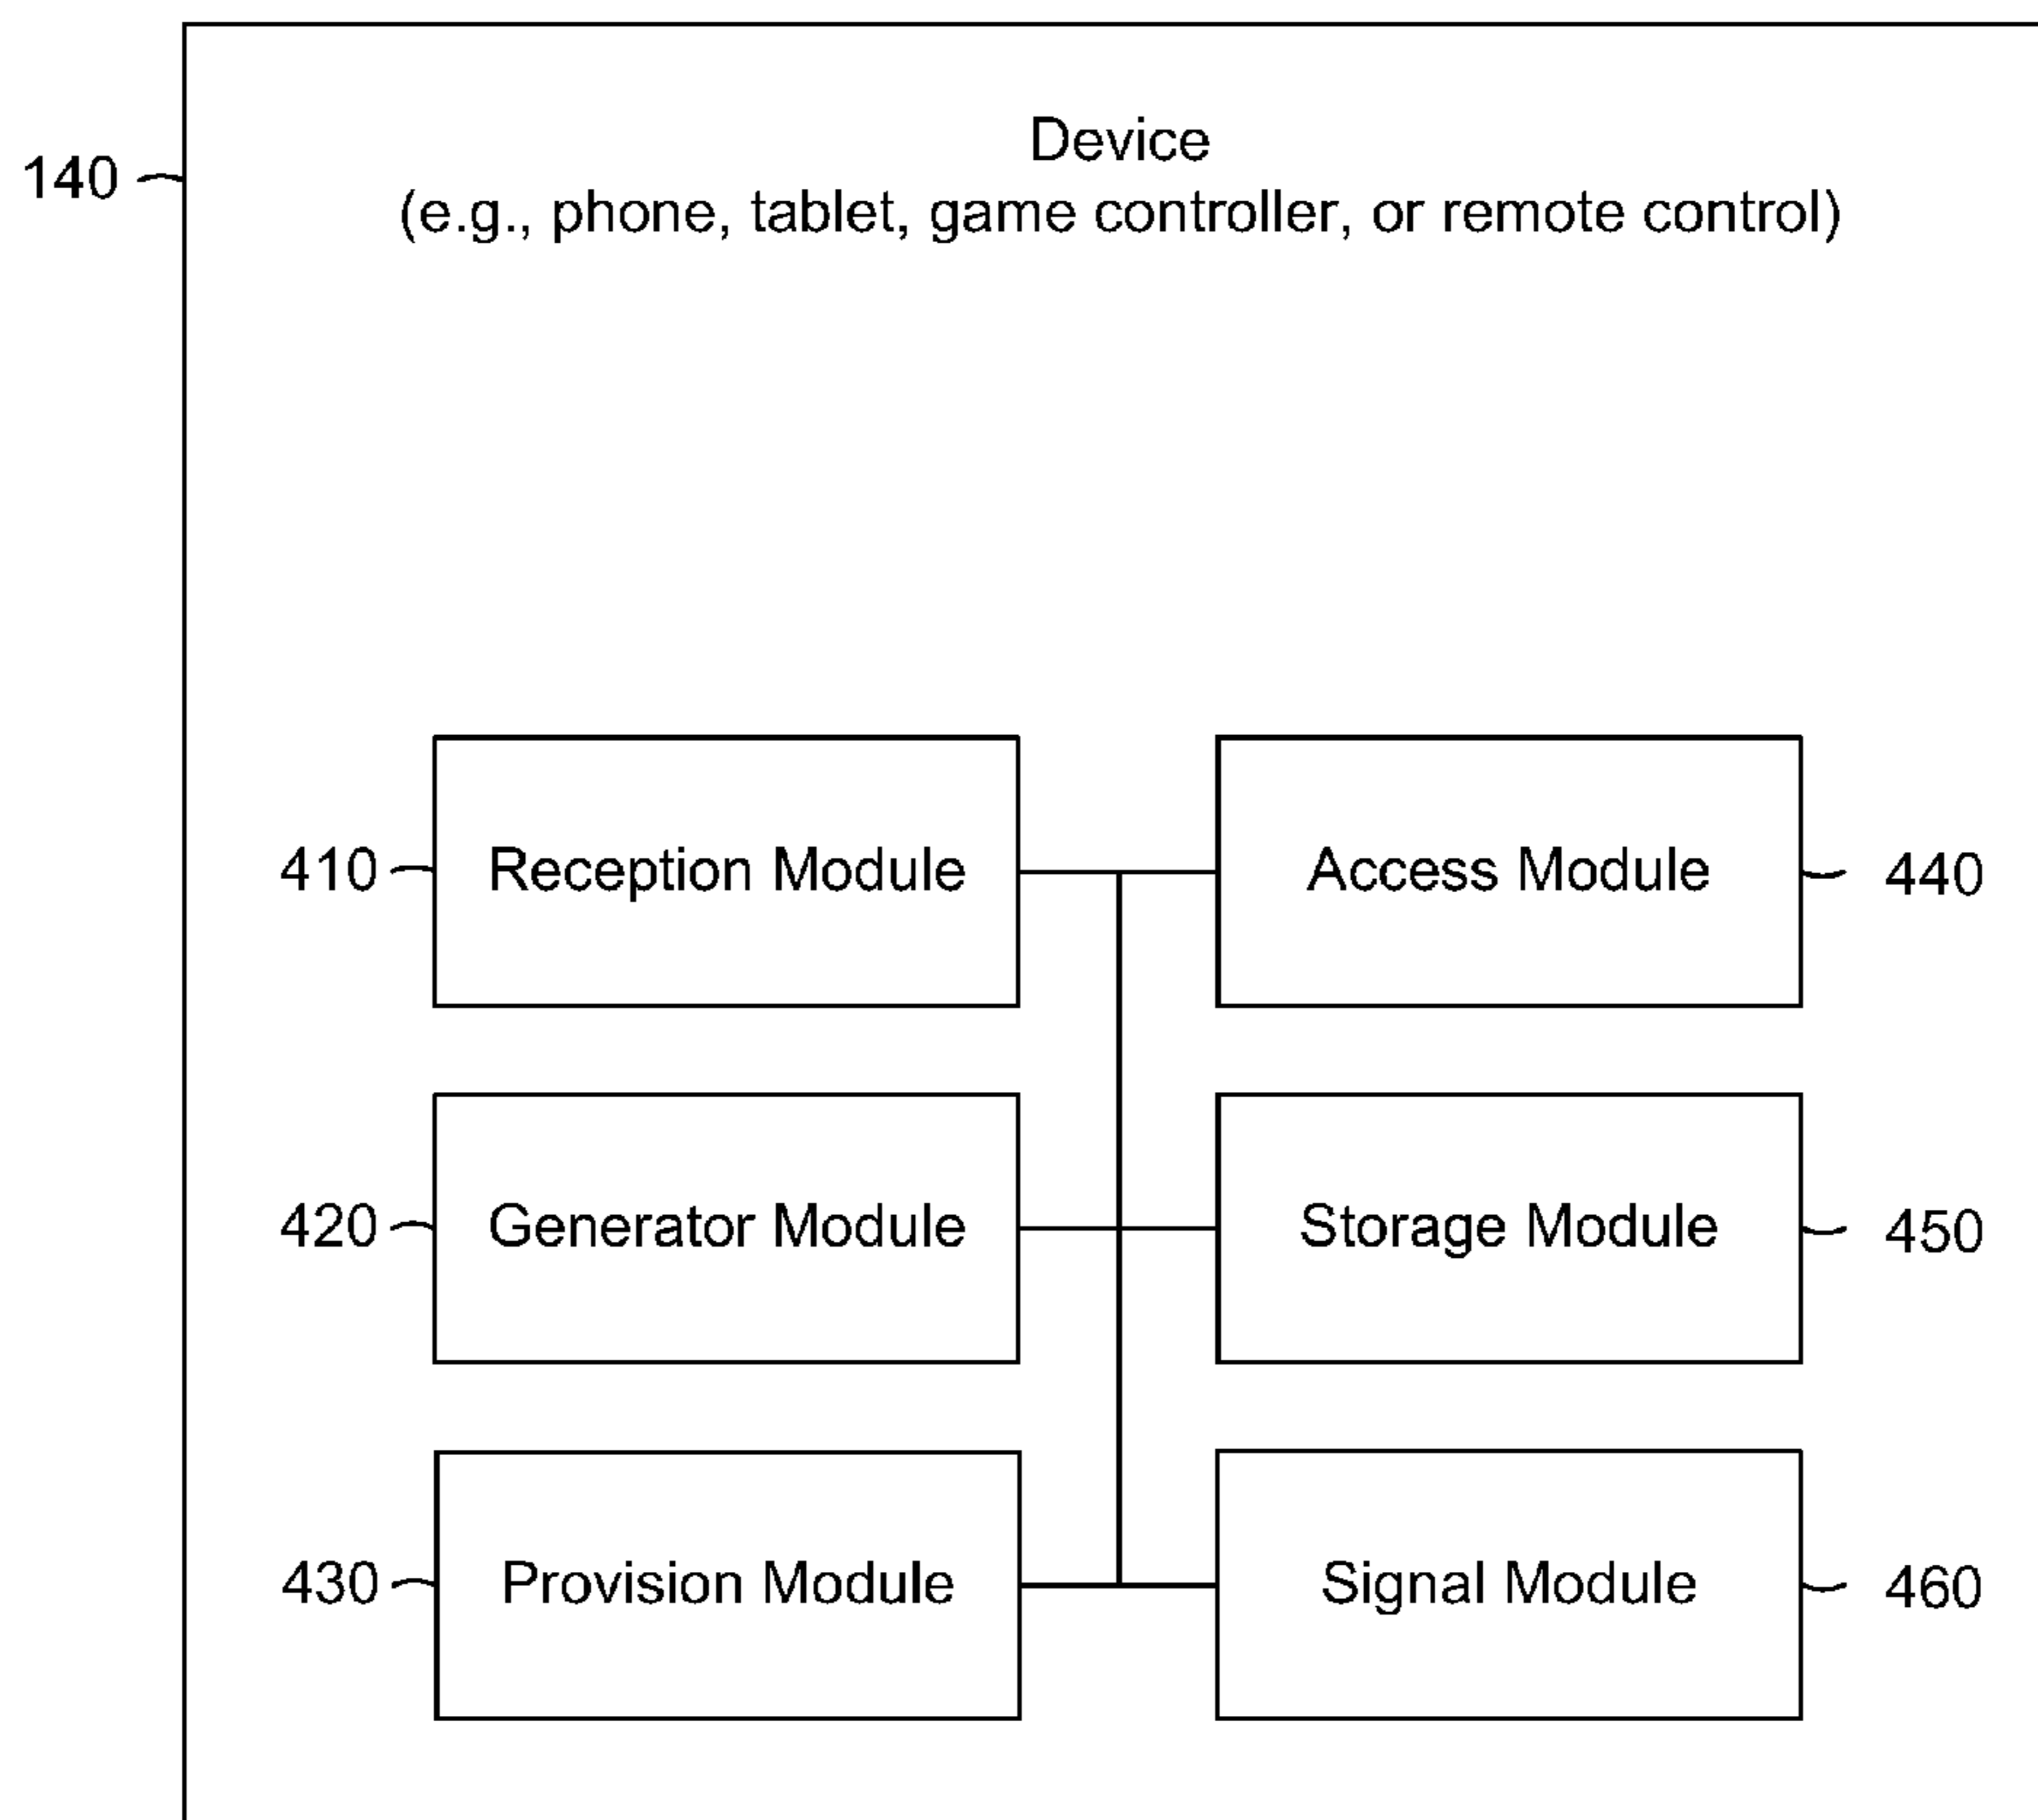 Device
140
(e.g., phone, tablet, game controller, or remote control)
410 Reception Module Access Module 440
420 Generator Module Storage Module 450
430 Provision Module Signal Module 460